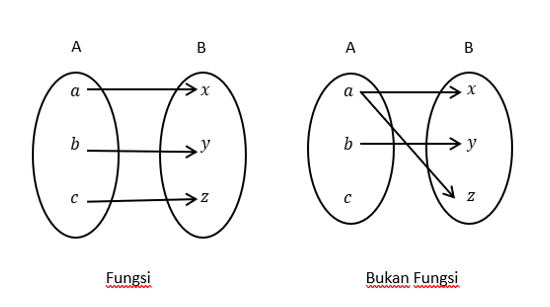 A B A B
a x a x
b y b y
c z c z
Fungsi Bukan Fungsi